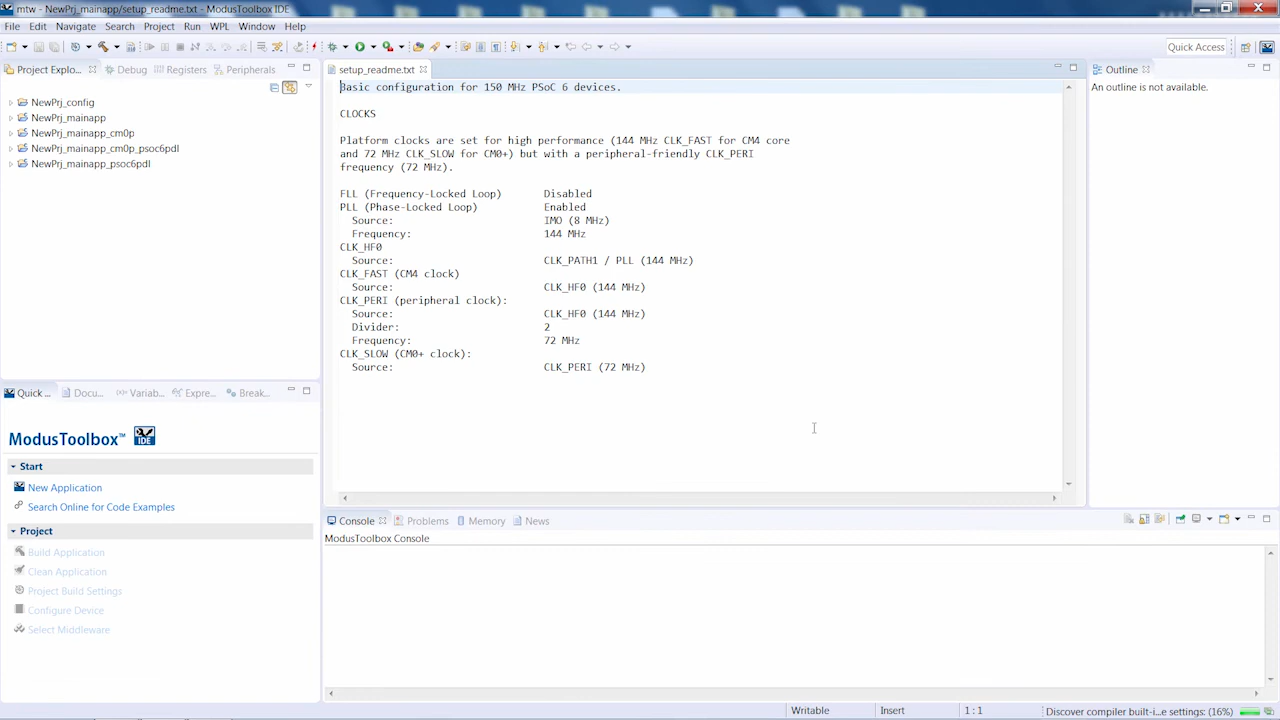 mtw - NewPrj_mainapp/setup_readme.txt - ModusToolbox IDE
File Edit Navigate Search Project Run WPL Window Help
Quick Access
Project Explo... Debug Registers Peripherals
NewPrj_config
NewPrj_mainapp
NewPrj_mainapp_cm0p
NewPrj_mainapp_cm0p_psoc6pdl
NewPrj_mainapp_psoc6pdl
setup_readme.txt
Basic configuration for 150 MHz PSoC 6 devices.
CLOCKS
Platform clocks are set for high performance (144 MHz CLK_FAST for CM4 core
and 72 MHz CLK_SLOW for CM0+) but with a peripheral-friendly CLK_PERI
frequency (72 MHz).
FLL (Frequency-Locked Loop) Disabled
PLL (Phase-Locked Loop) Enabled
Source: IMO (8 MHz)
Frequency: 144 MHz
CLK_HF0
Source: CLK_PATH1 / PLL (144 MHz)
CLK_FAST (CM4 clock)
Source: CLK_HF0 (144 MHz)
CLK_PERI (peripheral clock):
Source: CLK_HF0 (144 MHz)
Divider: 2
Frequency: 72 MHz
CLK_SLOW (CM0+ clock):
Source: CLK_PERI (72 MHz)
Outline
An outline is not available.
Quick ... Docu... Variab... Expre... Break...
ModusToolbox™ IDE
Start
New Application
Search Online for Code Examples
Project
Build Application
Clean Application
Project Build Settings
Configure Device
Select Middleware
Console Problems Memory News
ModusToolbox Console
Writable Insert 1 : 1 Discover compiler built-i...e settings: (16%)